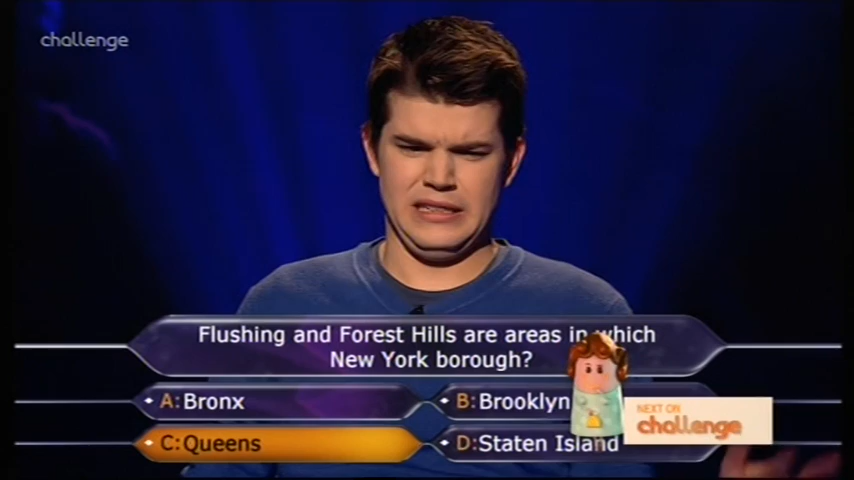 challenge
Flushing and Forest Hills are areas in which
New York borough?
A: Bronx
B: Brooklyn
C: Queens
D: Staten Island
NEXT ON
challenge